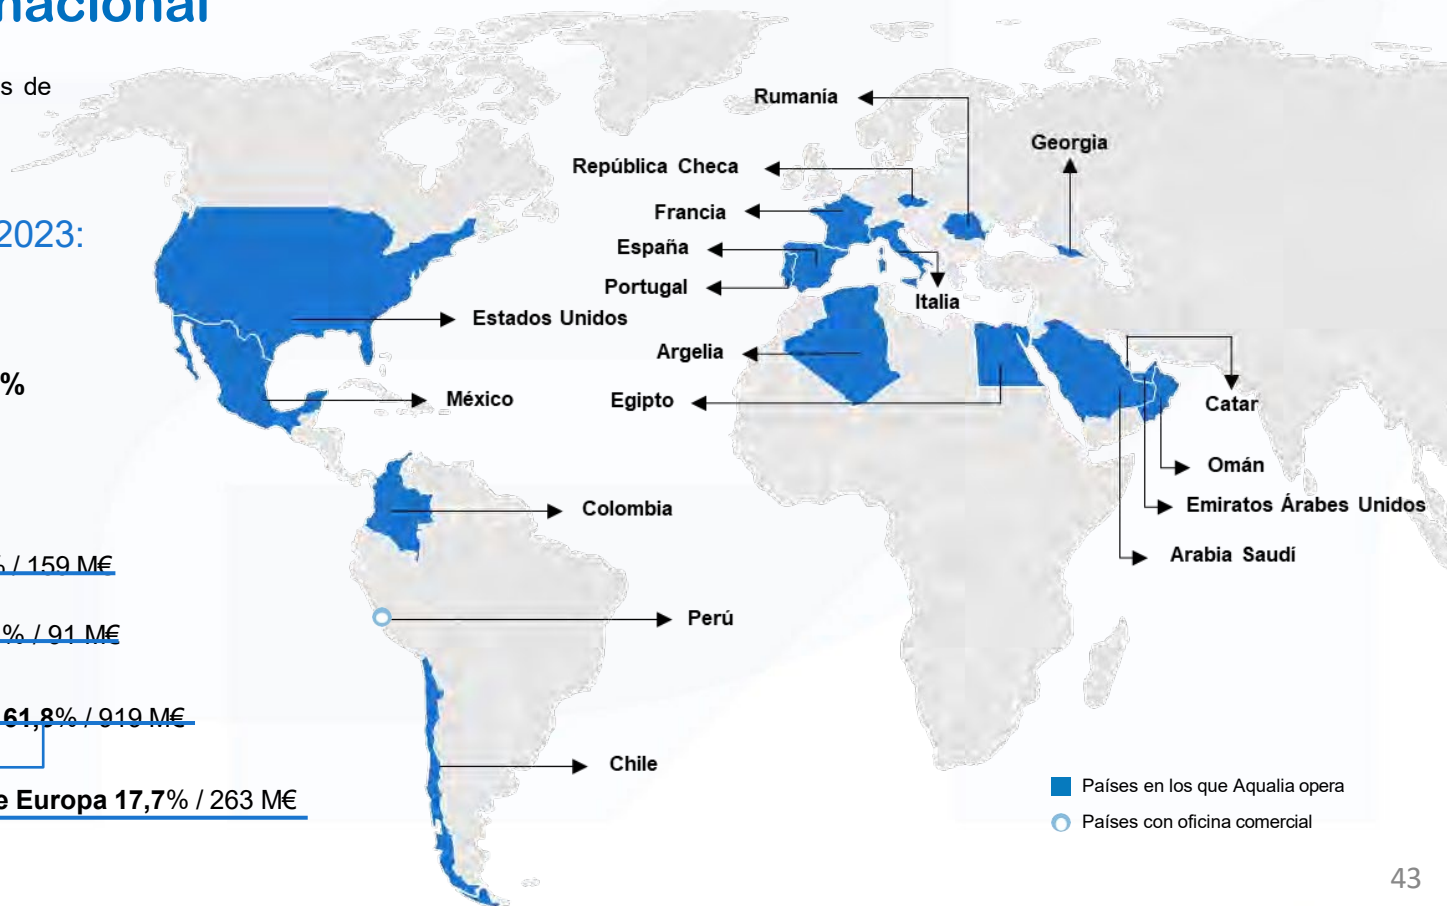 nacional
s de
2023:
%
% / 159 M€
% / 91 M€
61,8% / 919 M€
e Europa 17,7% / 263 M€
Rumanía
Georgia
República Checa
Francia
España
Portugal
Italia
Estados Unidos
Argelia
México
Egipto
Catar
Omán
Colombia
Emiratos Árabes Unidos
Arabia Saudí
Perú
Chile
Países en los que Aqualia opera
Países con oficina comercial
43